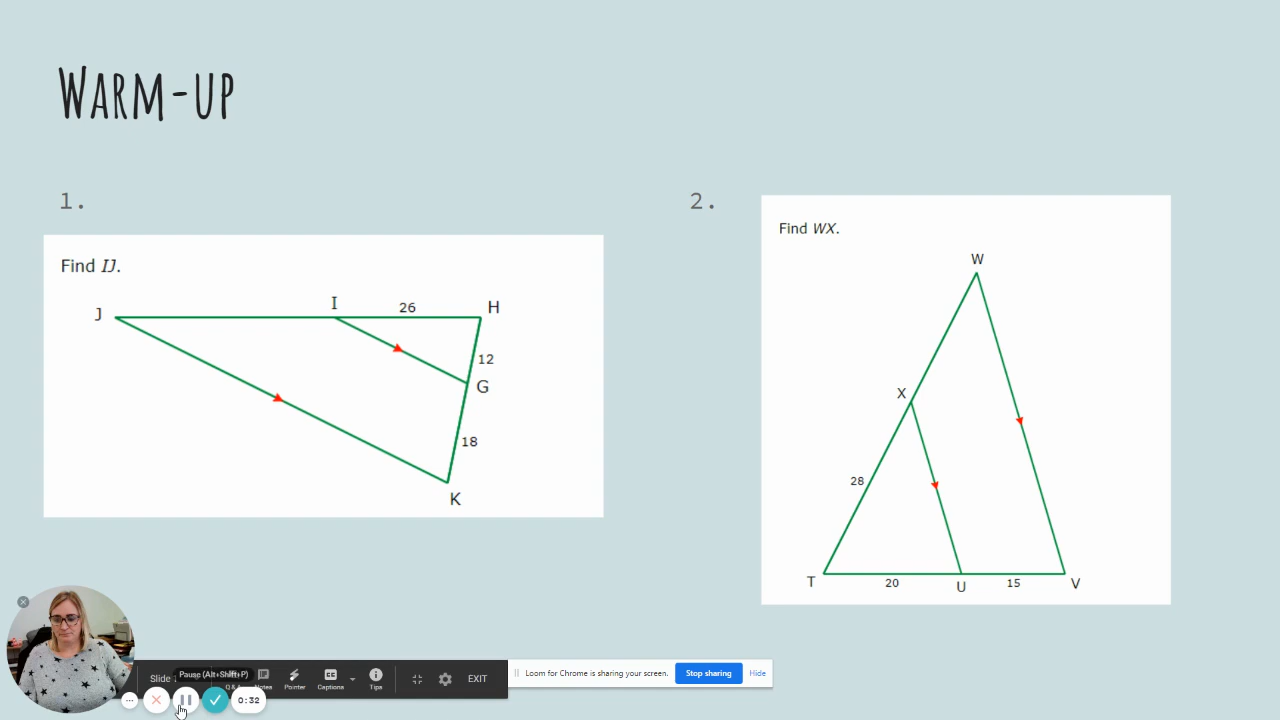 Warm-up
1.
Find IJ.
J
I
26
H
12
G
18
K
2.
Find WX.
W
X
28
T
20
U
15
V
Slide
Pause (Alt+Shift+P)
Notes
Pointer
Captions
Tips
EXIT
0:32
Loom for Chrome is sharing your screen.
Stop sharing
Hide